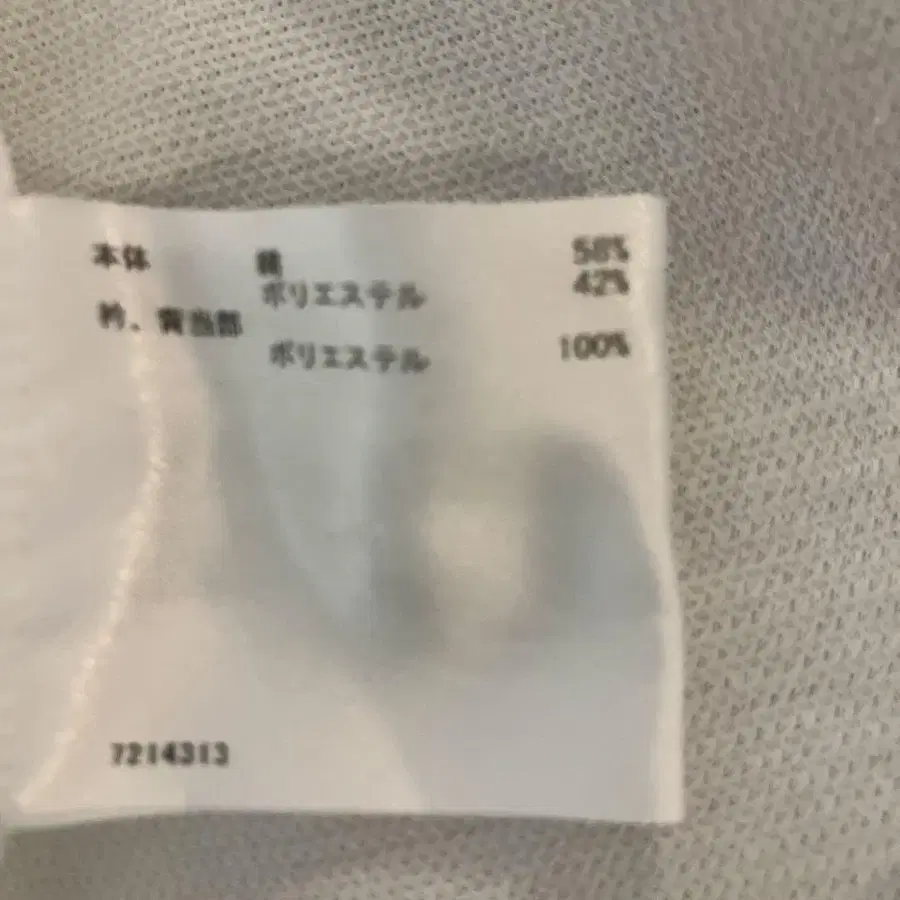 本体 綿 58%
ポリエステル 42%
衿、背当部
ポリエステル 100%
7214313